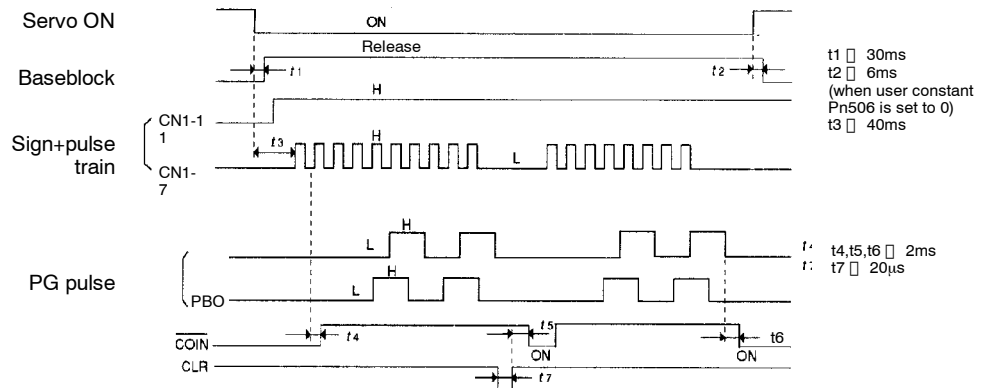 Servo ON
ON
Release
Baseblock
t1
t2
t1 ▯ 30ms
t2 ▯ 6ms
(when user constant
Pn506 is set to 0)
t3 ▯ 40ms
H
CN1-1
1
Sign+pulse
train
t3
H
L
CN1-
7
H
L
t4,t5,t6 ▯ 2ms
t7 ▯ 20µs
PG pulse
H
L
PBO
COIN
t4
t5
ON
t6
ON
CLR
t7